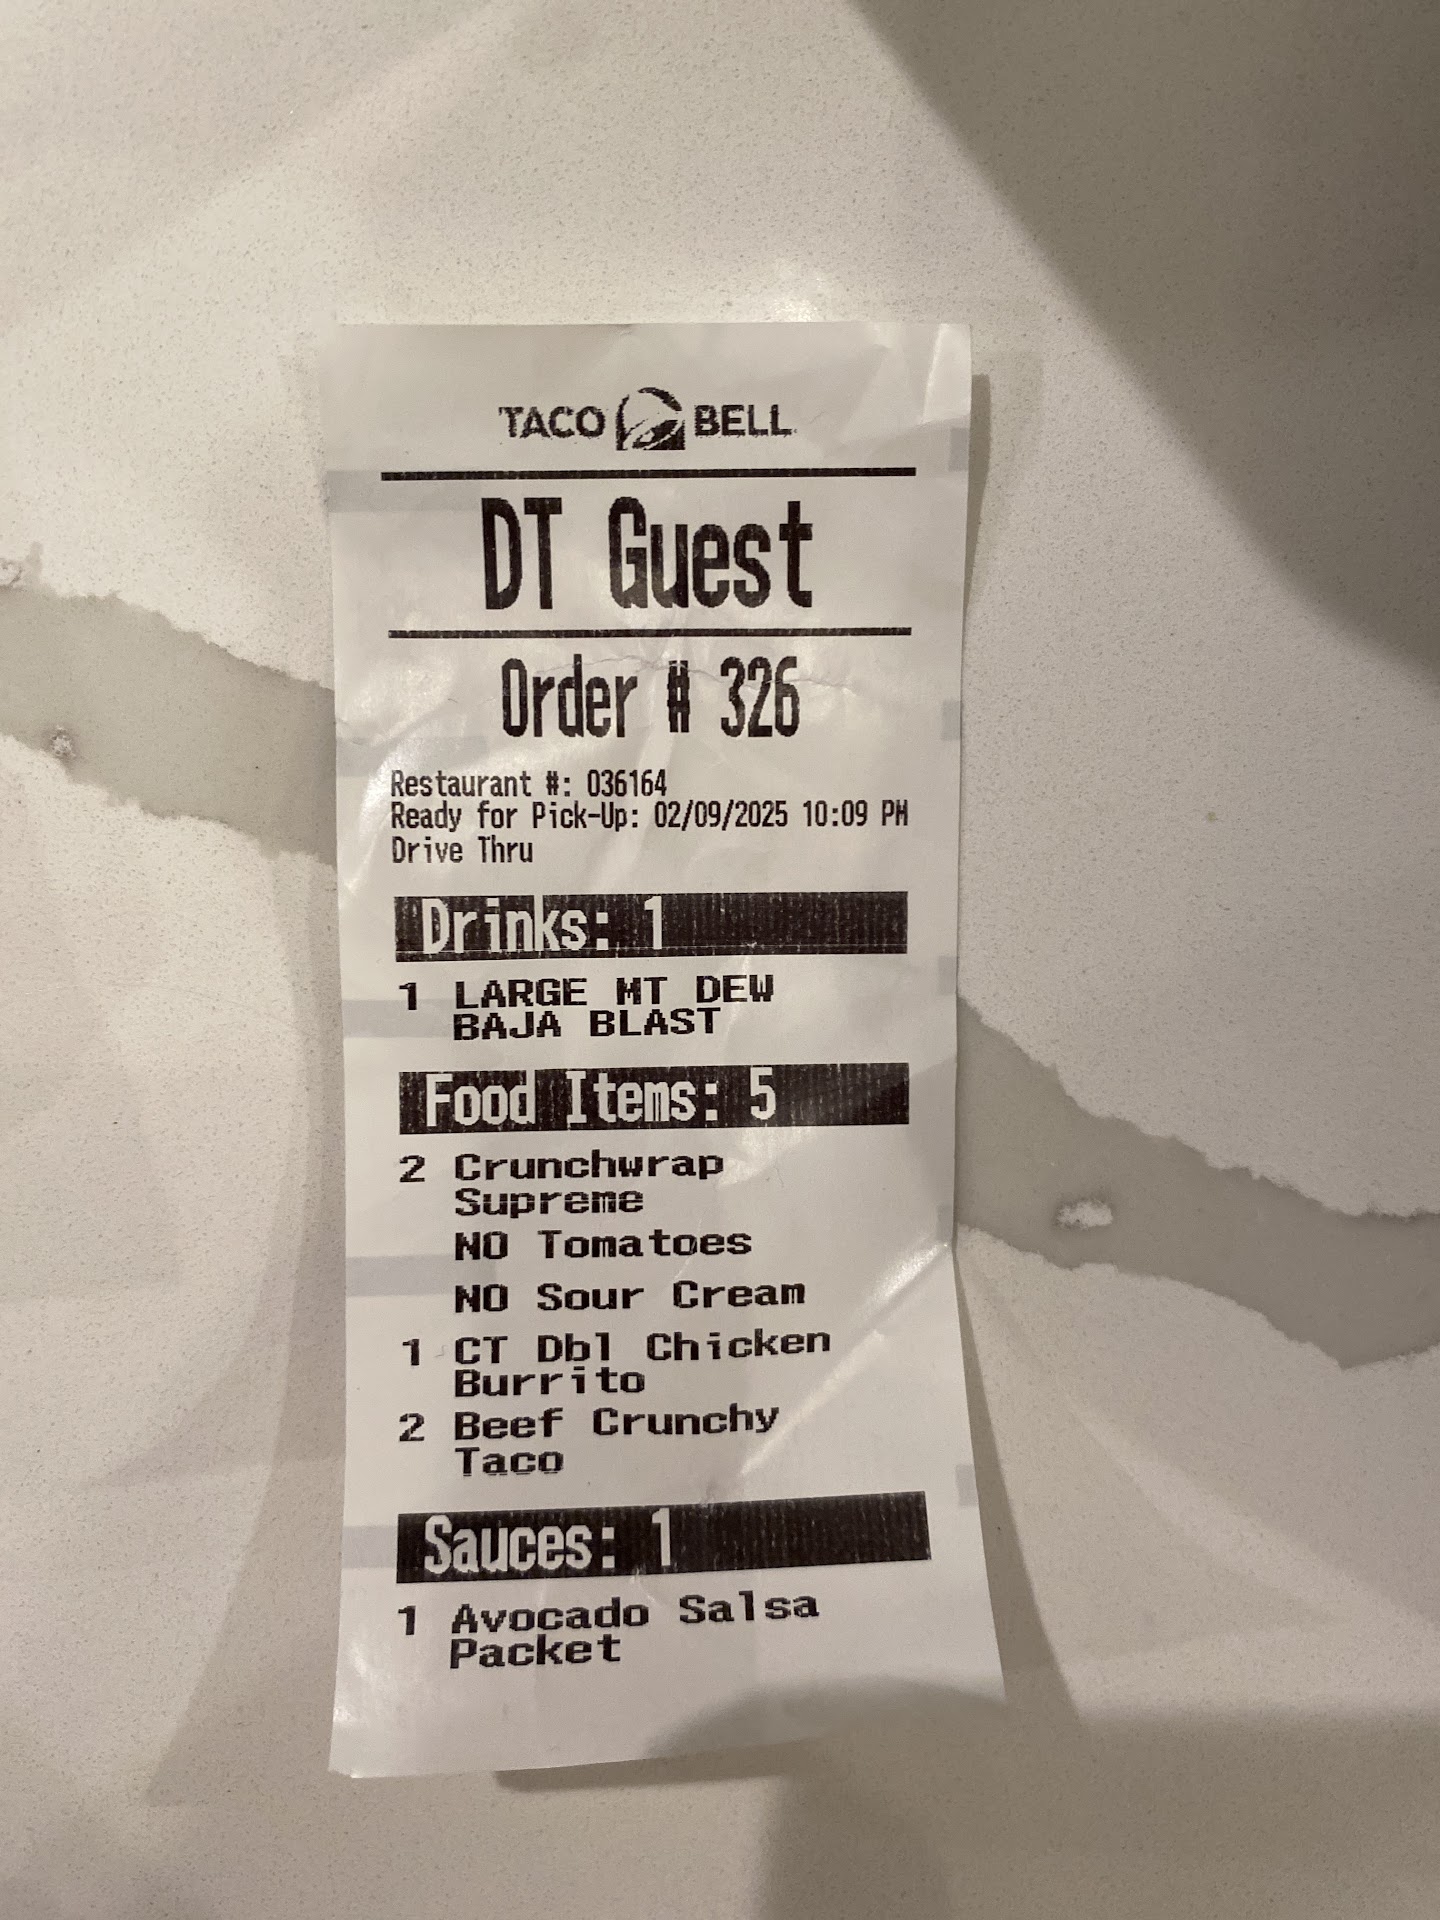 TACO BELL
DT Guest
Order # 326
Restaurant #: 036164
Ready for Pick-Up: 02/09/2025 10:09 PM
Drive Thru
Drinks: 1
1 LARGE MT DEW
BAJA BLAST
Food Items: 5
2 Crunchwrap
Supreme
NO Tomatoes
NO Sour Cream
1 CT Dbl Chicken
Burrito
2 Beef Crunchy
Taco
Sauces: 1
1 Avocado Salsa
Packet